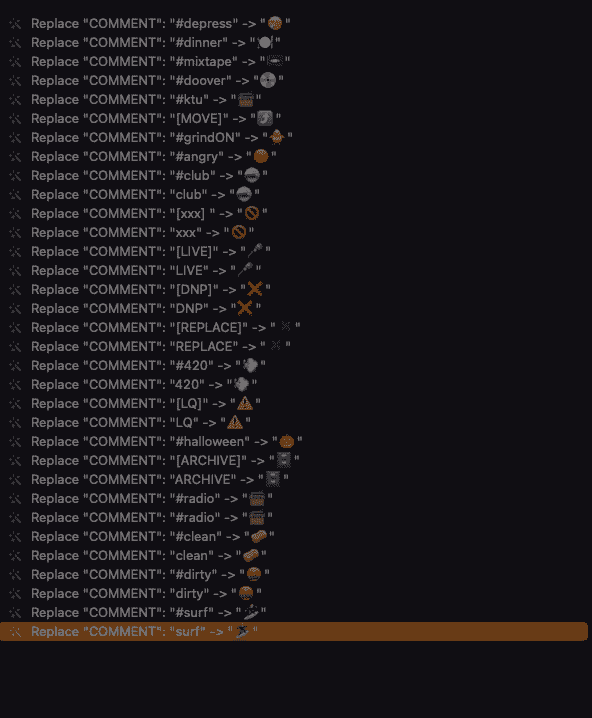 Replace "COMMENT": "#depress" -> ""
Replace "COMMENT": "#dinner" -> "🍽"
Replace "COMMENT": "#mixtape" -> ""
Replace "COMMENT": "#doover" -> "💿"
Replace "COMMENT": "#ktu" -> "📻"
Replace "COMMENT": "[MOVE]" -> ""
Replace "COMMENT": "#grindON" -> ""
Replace "COMMENT": "#angry" -> ""
Replace "COMMENT": "#club" -> ""
Replace "COMMENT": "club" -> ""
Replace "COMMENT": "[xxx] " -> "🚫"
Replace "COMMENT": "xxx" -> "🚫"
Replace "COMMENT": "[LIVE]" -> "🎤"
Replace "COMMENT": "LIVE" -> "🎤"
Replace "COMMENT": "[DNP]" -> "❌"
Replace "COMMENT": "DNP" -> "❌"
Replace "COMMENT": "[REPLACE]" -> ""
Replace "COMMENT": "REPLACE" -> ""
Replace "COMMENT": "#420" -> ""
Replace "COMMENT": "420" -> ""
Replace "COMMENT": "[LQ]" -> "⚠️"
Replace "COMMENT": "LQ" -> "⚠️"
Replace "COMMENT": "#halloween" -> "🎃"
Replace "COMMENT": "[ARCHIVE]" -> "🗄"
Replace "COMMENT": "ARCHIVE" -> "🗄"
Replace "COMMENT": "#radio" -> "📻"
Replace "COMMENT": "#radio" -> "📻"
Replace "COMMENT": "#clean" -> "🧼"
Replace "COMMENT": "clean" -> "🧼"
Replace "COMMENT": "#dirty" -> ""
Replace "COMMENT": "dirty" -> ""
Replace "COMMENT": "#surf" -> "🏄"
Replace "COMMENT": "surf" -> "🏄"